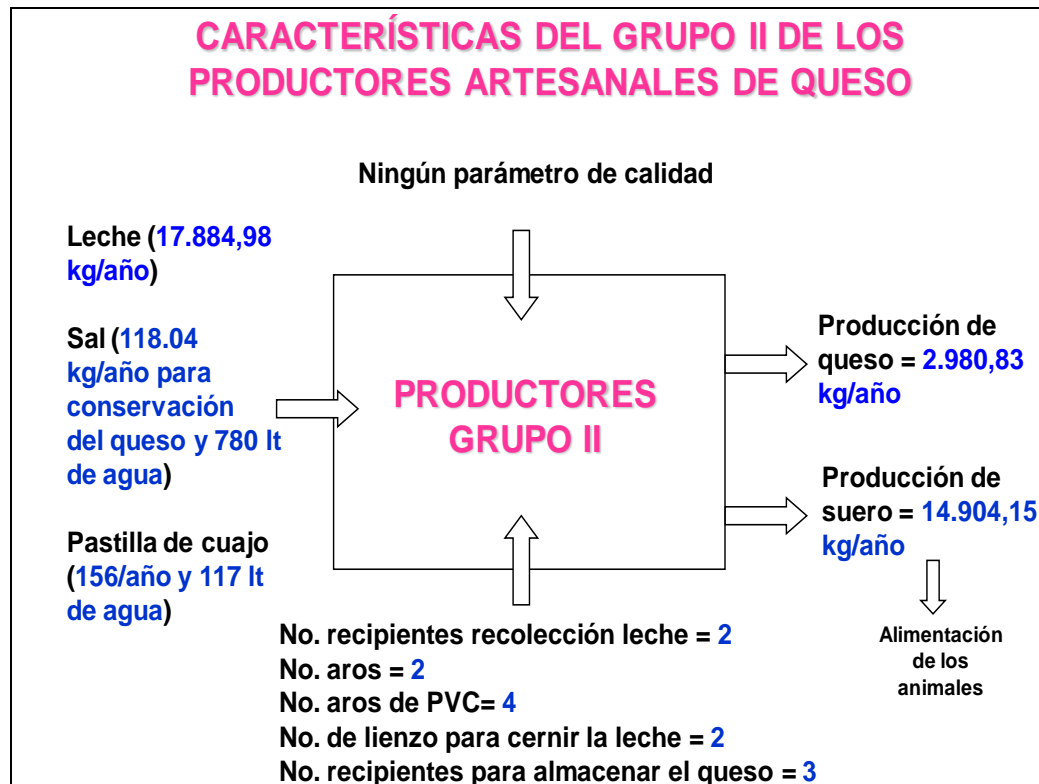 CARACTERÍSTICAS DEL GRUPO II DE LOS
PRODUCTORES ARTESANALES DE QUESO
Ningún parámetro de calidad
Leche (17.884,98
kg/año)
Sal (118.04
kg/año para
conservación
del queso y 780 lt
de agua)
Pastilla de cuajo
(156/año y 117 lt
de agua)
PRODUCTORES
GRUPO II
Producción de
queso = 2.980,83
kg/año
Producción de
suero = 14.904,15
kg/año
Alimentación
de los
animales
No. recipientes recolección leche = 2
No. aros = 2
No. aros de PVC= 4
No. de lienzo para cernir la leche = 2
No. recipientes para almacenar el queso = 3